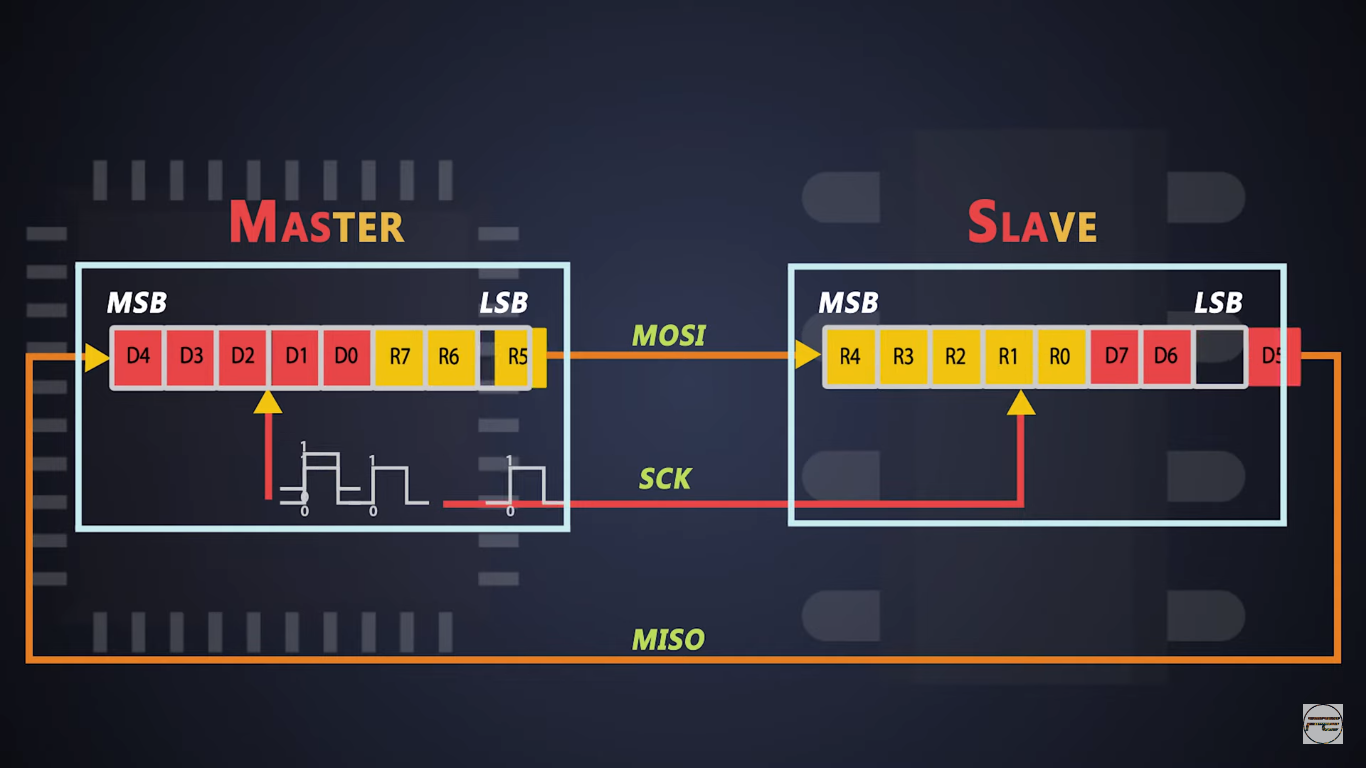 MASTER
SLAVE
MSB
LSB
MSB
LSB
MOSI
D4 D3 D2 D1 D0 R7 R6 R5
R4 R3 R2 R1 R0 D7 D6 D5
1
1
1
SCK
0
0
0
0
MISO